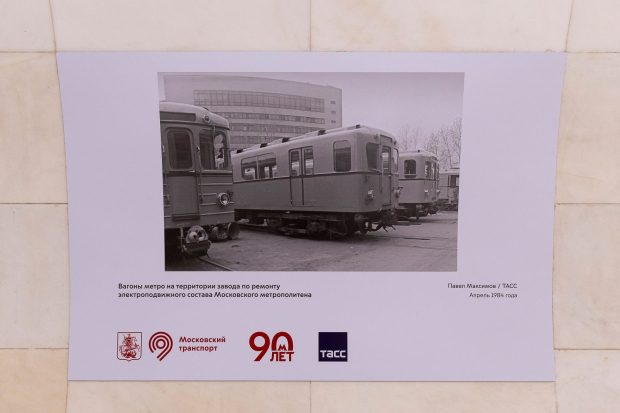 Вагоны метро на территории завода по ремонту
электроподвижного состава Московского метрополитена
Павел Максимов / ТАСС
Апрель 1984 года
Московский
транспорт
90
ЛЕТ
ТАСС